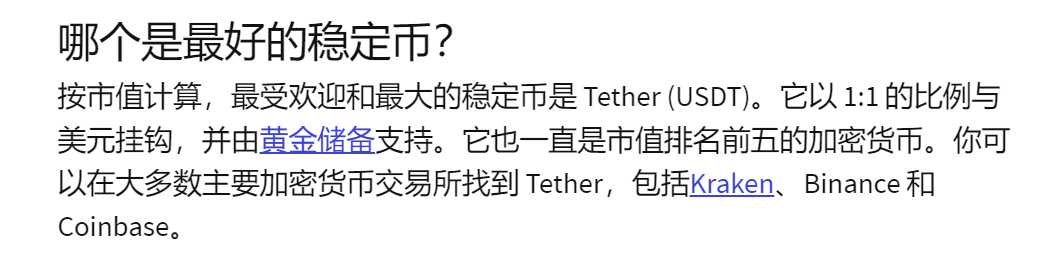 哪个是最好的稳定币？
按市值计算，最受欢迎和最大的稳定币是 Tether (USDT)。它以 1:1 的比例与
美元挂钩，并由黄金储备支持。它也一直是市值排名前五的加密货币。你可
以在大多数主要加密货币交易所找到 Tether，包括Kraken、Binance 和
Coinbase。